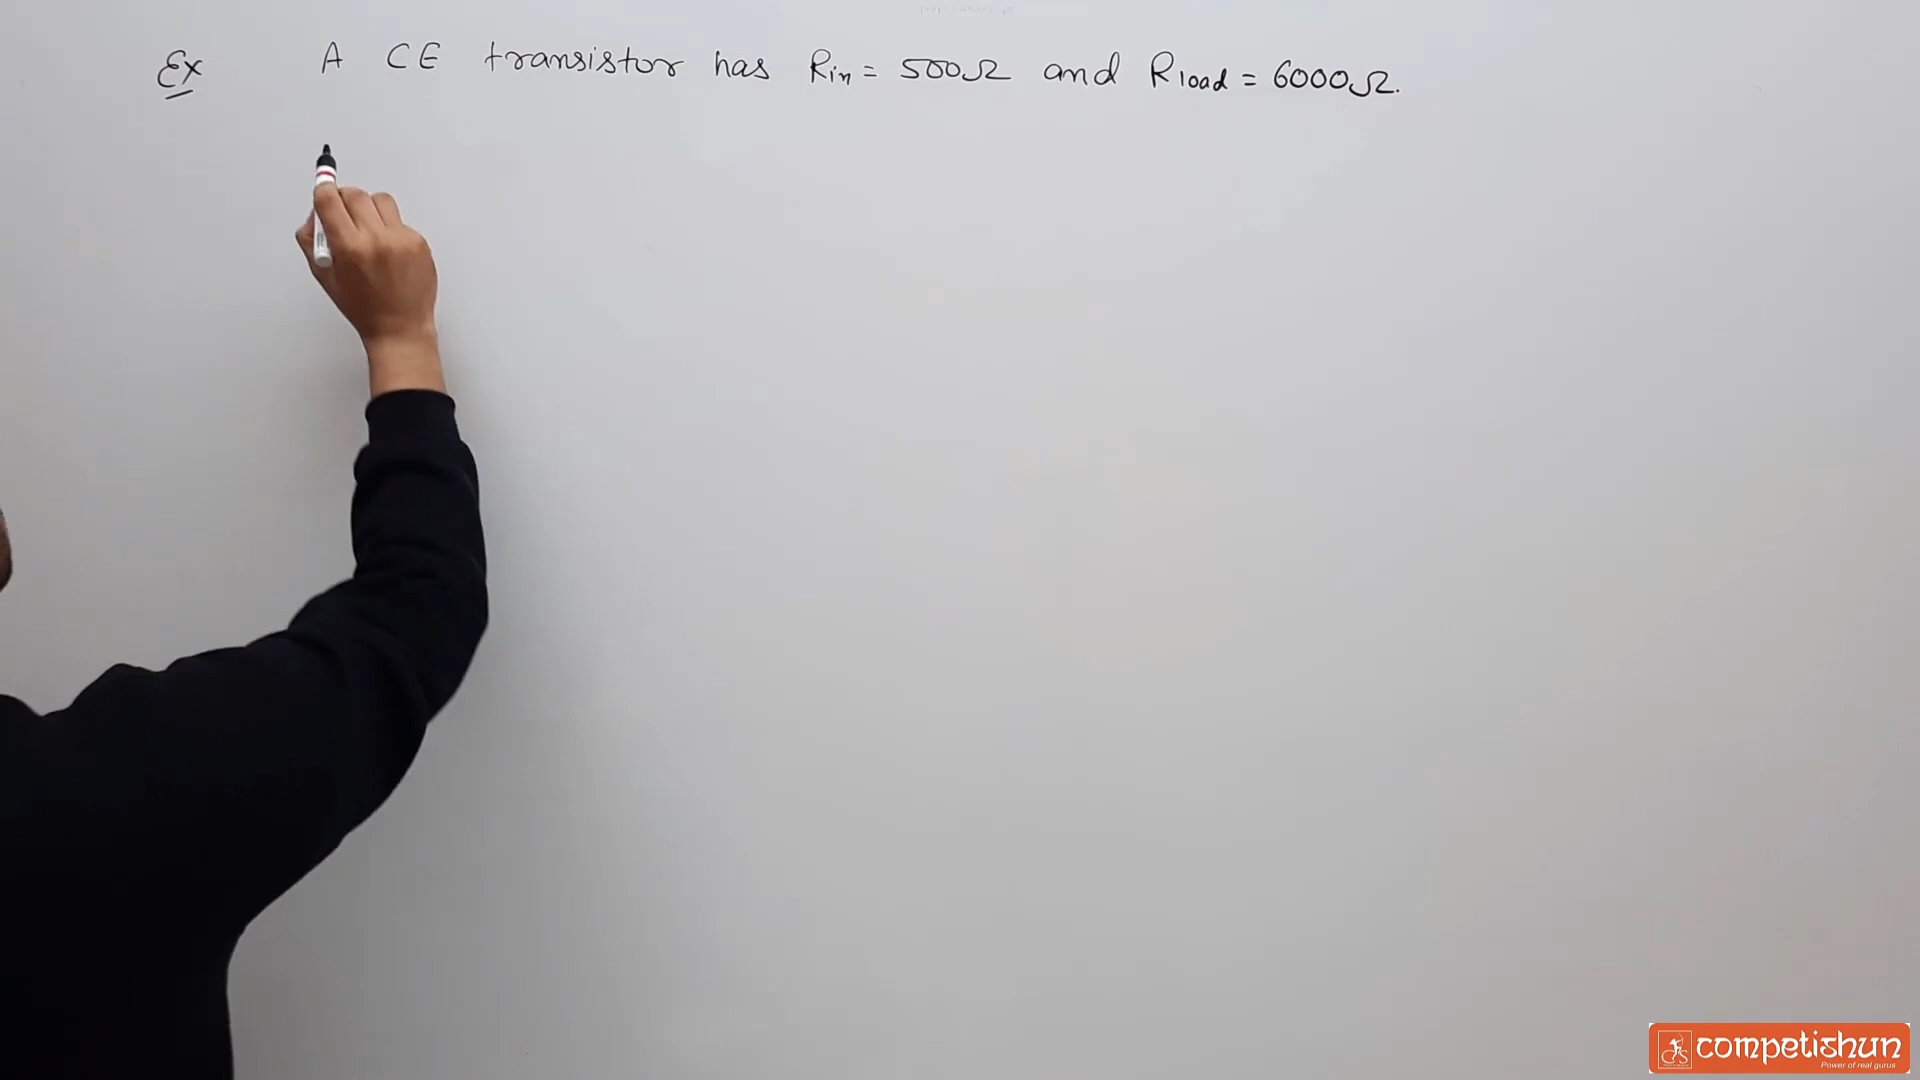 Ex A CE transistor has Rin = 500Ω and Rload = 6000Ω.
competishun
Power of real gurus